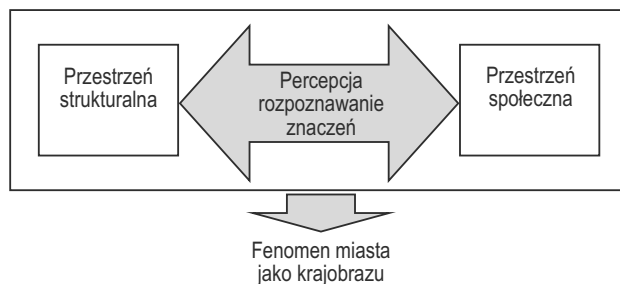 Przestrzeń
strukturalna
Percepcja
rozpoznawanie
znaczeń
Przestrzeń
społeczna
Fenomen miasta
jako krajobrazu